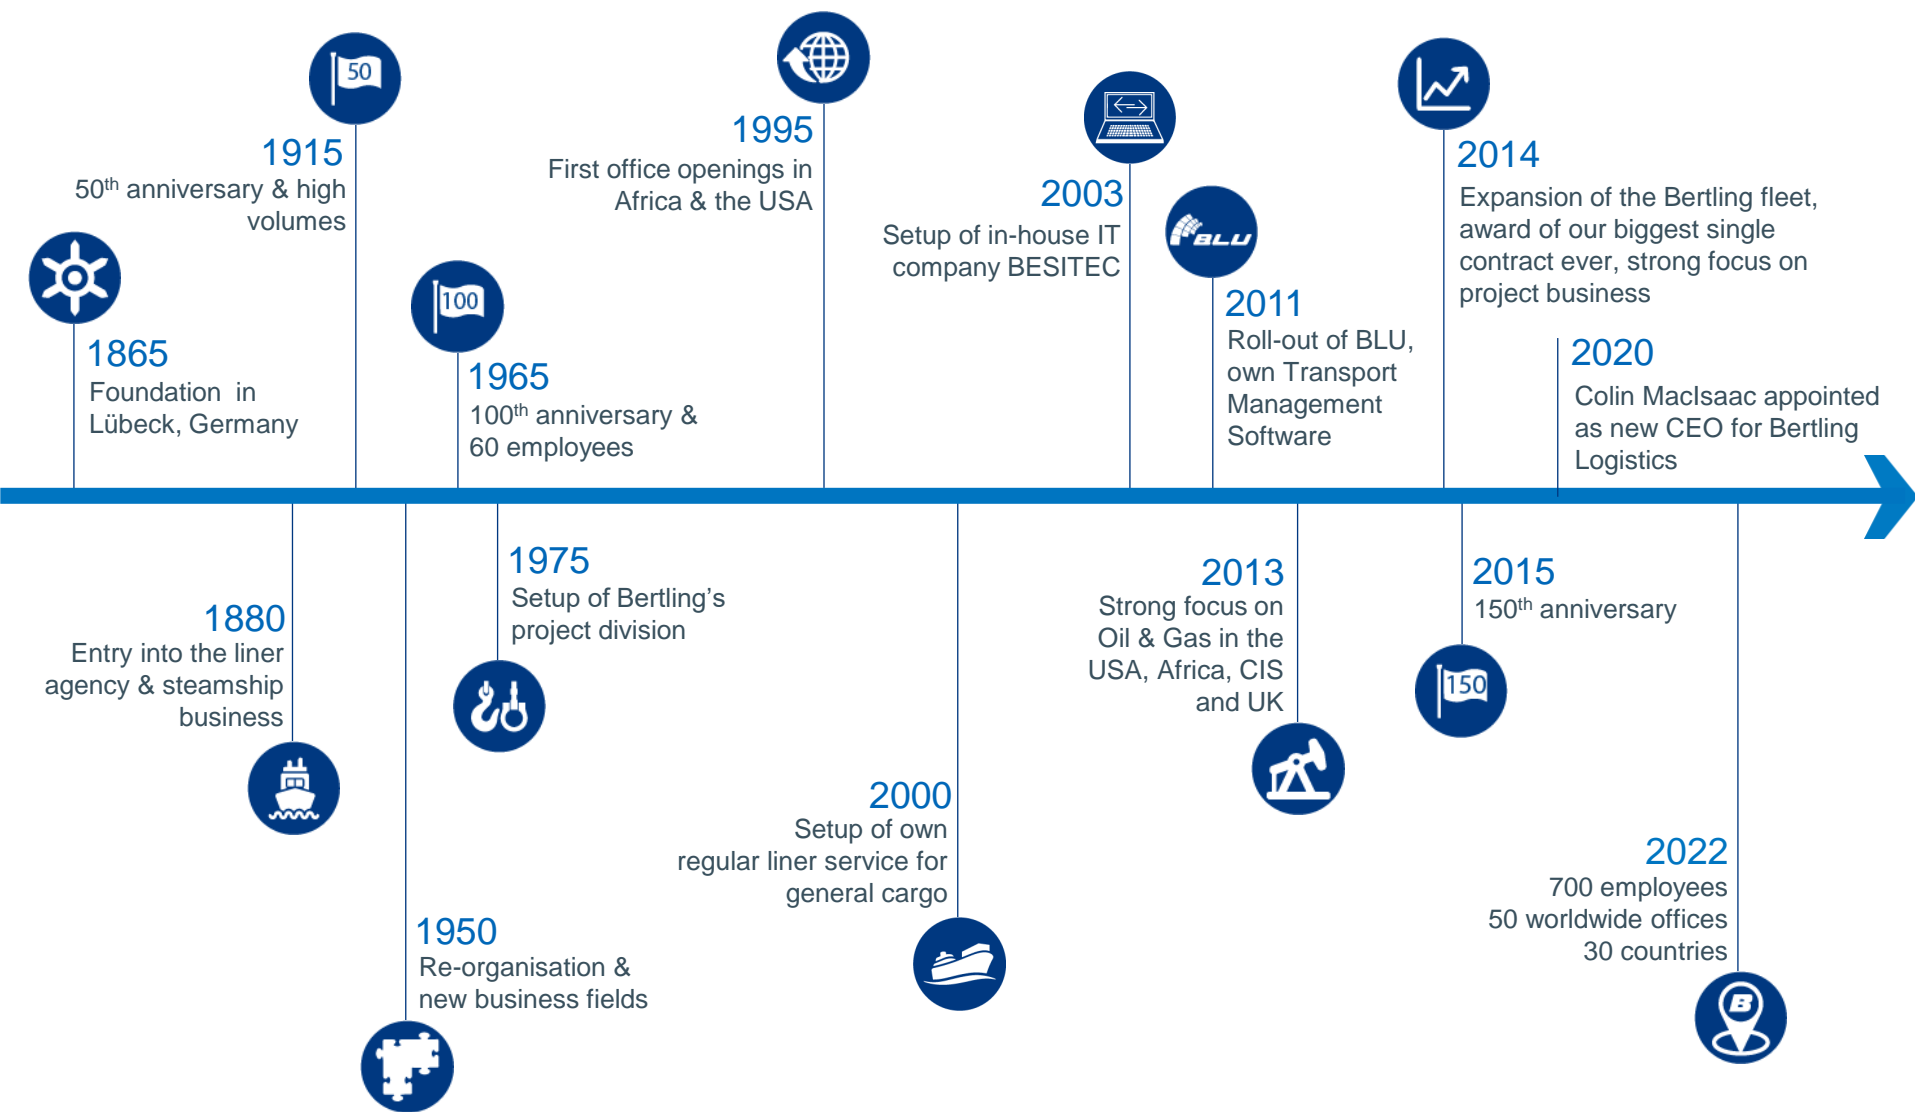 50
1915
50th anniversary & high
volumes
1865
Foundation in
Lübeck, Germany
100
1965
100th anniversary &
60 employees
1995
First office openings in
Africa & the USA
2003
Setup of in-house IT
company BESITEC
BLU
2011
Roll-out of BLU,
own Transport
Management
Software
2014
Expansion of the Bertling fleet,
award of our biggest single
contract ever, strong focus on
project business
2020
Colin MacIsaac appointed
as new CEO for Bertling
Logistics
1880
Entry into the liner
agency & steamship
business
1950
Re-organisation &
new business fields
1975
Setup of Bertling’s
project division
2000
Setup of own
regular liner service for
general cargo
2013
Strong focus on
Oil & Gas in the
USA, Africa, CIS
and UK
2015
150th anniversary
150
2022
700 employees
50 worldwide offices
30 countries
B